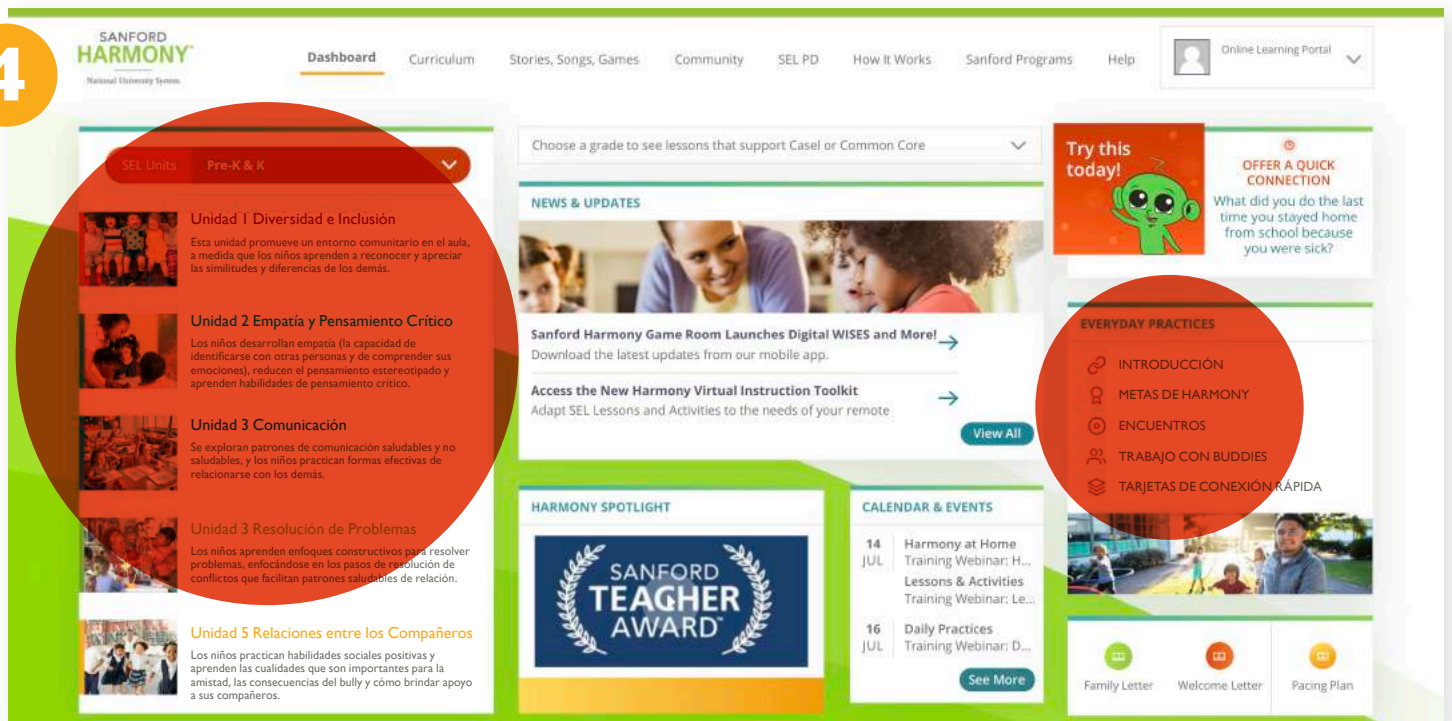 4
SANFORD
HARMONY
National University System
Dashboard
Curriculum
Stories, Songs, Games
Community
SEL PD
How It Works
Sanford Programs
Help
Online Learning Portal
SEL Units
Pre-K & K
Unidad 1 Diversidad e Inclusión
Esta unidad promueve un entorno comunitario en el aula,
a medida que los niños aprenden a reconocer y apreciar
las similitudes y diferencias de los demás.
Unidad 2 Empatía y Pensamiento Crítico
Los niños desarrollan empatía (la capacidad de
identificarse con otras personas y de comprender sus
emociones), reducen el pensamiento estereotipado y
aprenden habilidades de pensamiento crítico.
Unidad 3 Comunicación
Se exploran patrones de comunicación saludables y no
saludables, y los niños practican formas efectivas de
relacionarse con los demás.
Unidad 3 Resolución de Problemas
Los niños aprenden enfoques constructivos para resolver
problemas, enfocándose en los pasos de resolución de
conflictos que facilitan patrones saludables de relación.
Unidad 5 Relaciones entre los Compañeros
Los niños practican habilidades sociales positivas y
aprenden las cualidades que son importantes para la
amistad, las consecuencias del bully y cómo brindar apoyo
a sus compañeros.
Choose a grade to see lessons that support Casel or Common Core
NEWS & UPDATES
Sanford Harmony Game Room Launches Digital WISES and More!
Download the latest updates from our mobile app.
Access the New Harmony Virtual Instruction Toolkit
Adapt SEL Lessons and Activities to the needs of your remote
View All
HARMONY SPOTLIGHT
SANFORD
TEACHER
AWARD
CALENDAR & EVENTS
14 Harmony at Home
JUL Training Webinar: H...
Lessons & Activities
Training Webinar: Le...
16 Daily Practices
JUL Training Webinar: D...
See More
Try this
today!
OFFER A QUICK
CONNECTION
What did you do the last
time you stayed home
from school because
you were sick?
EVERYDAY PRACTICES
INTRODUCCIÓN
METAS DE HARMONY
ENCUENTROS
TRABAJO CON BUDDIES
TARJETAS DE CONEXIÓN RÁPIDA
Family Letter
Welcome Letter
Pacing Plan